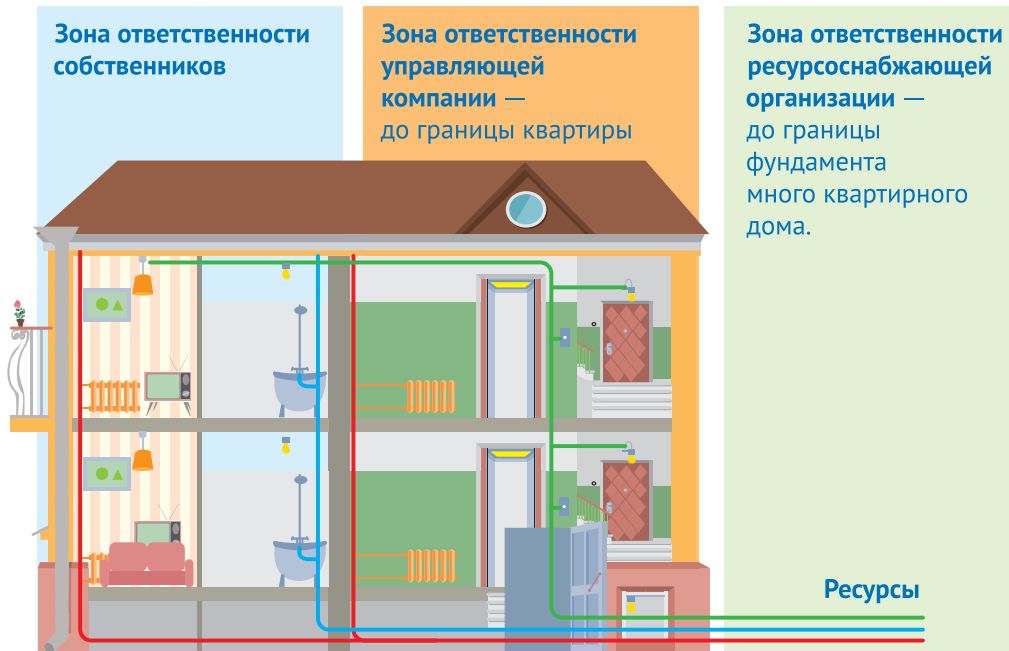 Зона ответственности
собственников
Зона ответственности
управляющей
компании —
до границы квартиры
Зона ответственности
ресурсоснабжающей
организации —
до границы
фундамента
много квартирного
дома.
Ресурсы